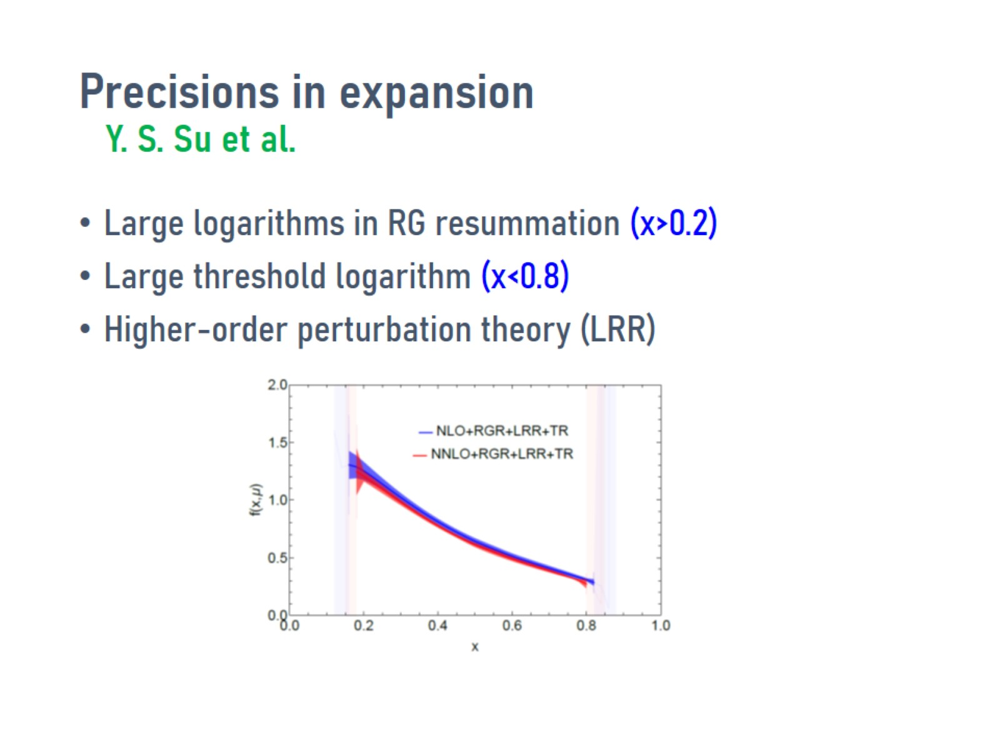 Precisions in expansion
Y. S. Su et al.
• Large logarithms in RG resummation (x>0.2)
• Large threshold logarithm (x<0.8)
• Higher-order perturbation theory (LRR)
2.0
1.5
1.0
0.5
0.0
f(x,μ)
NLO+RGR+LRR+TR
NNLO+RGR+LRR+TR
0.0 0.2 0.4 0.6 0.8 1.0
x